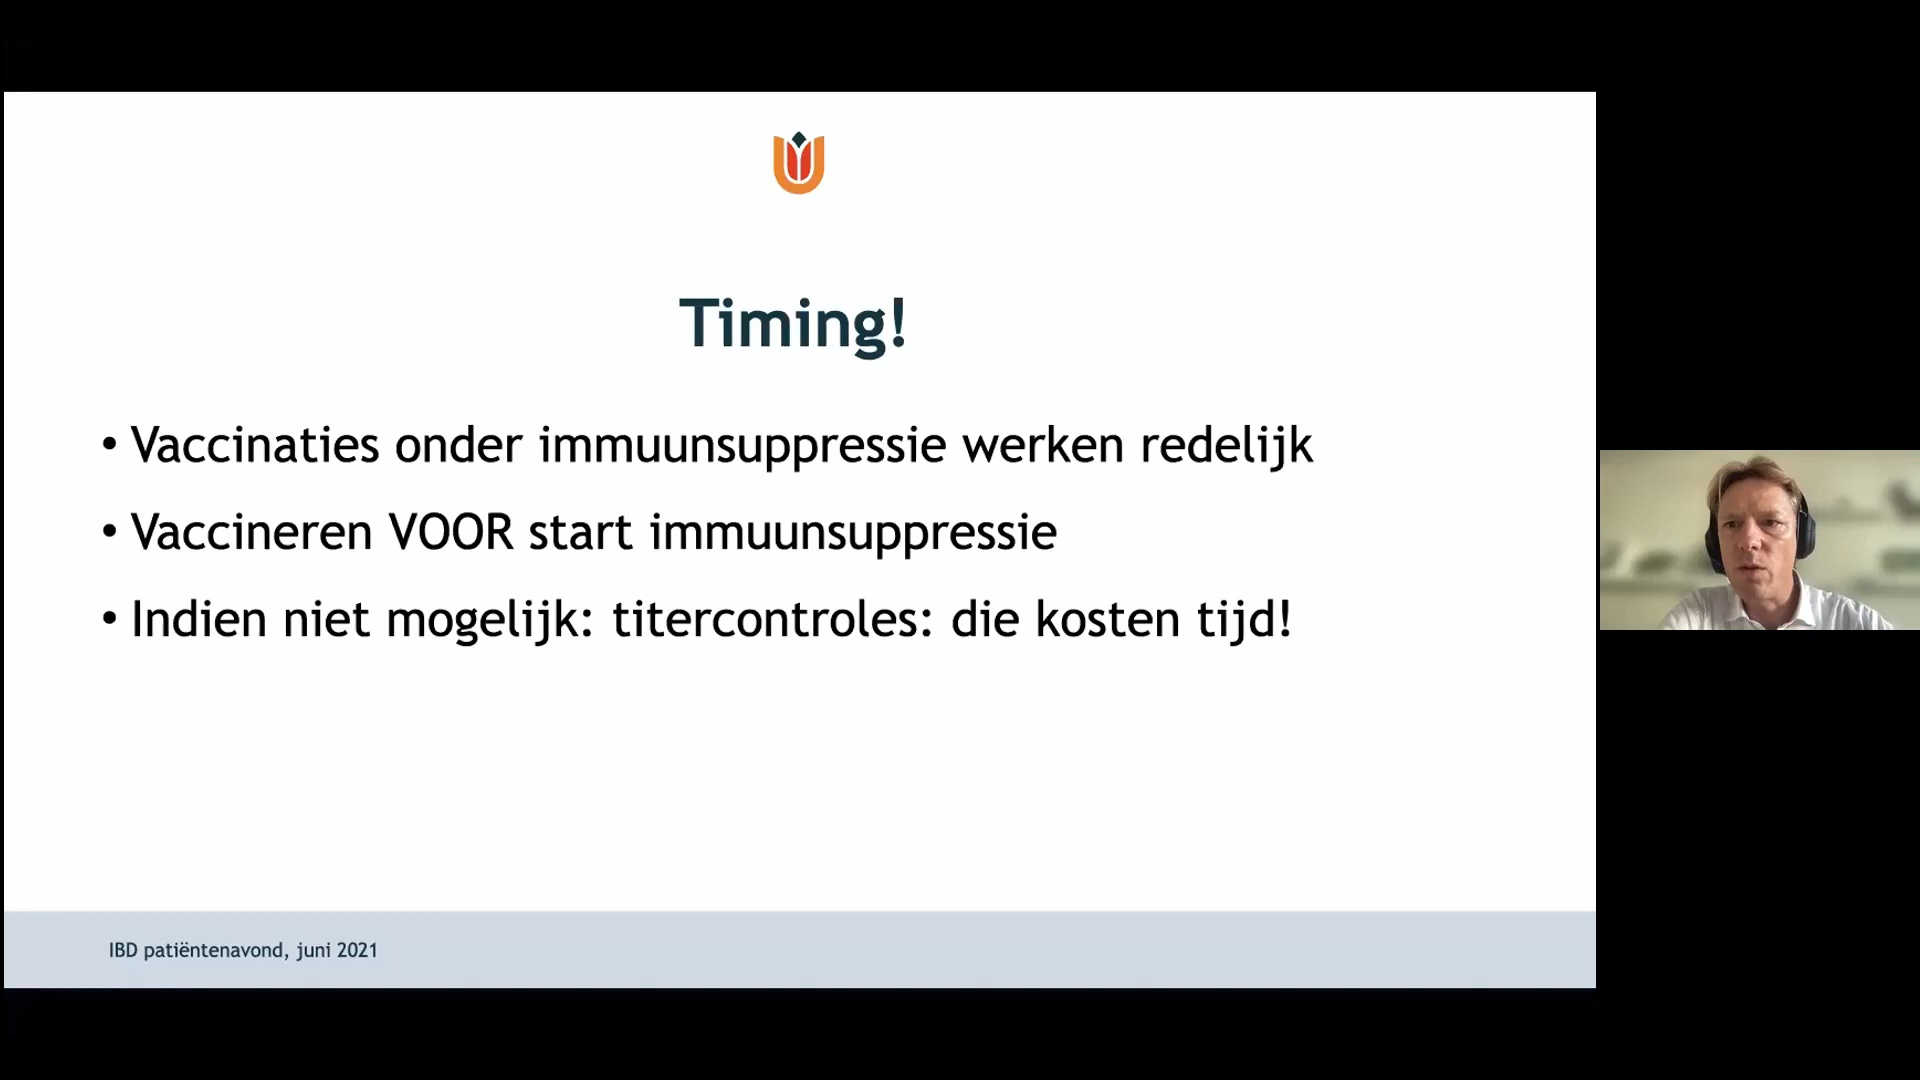 Timing!
• Vaccinaties onder immuunsuppressie werken redelijk
• Vaccineren VOOR start immuunsuppressie
• Indien niet mogelijk: titercontroles: die kosten tijd!
IBD patiëntenavond, juni 2021